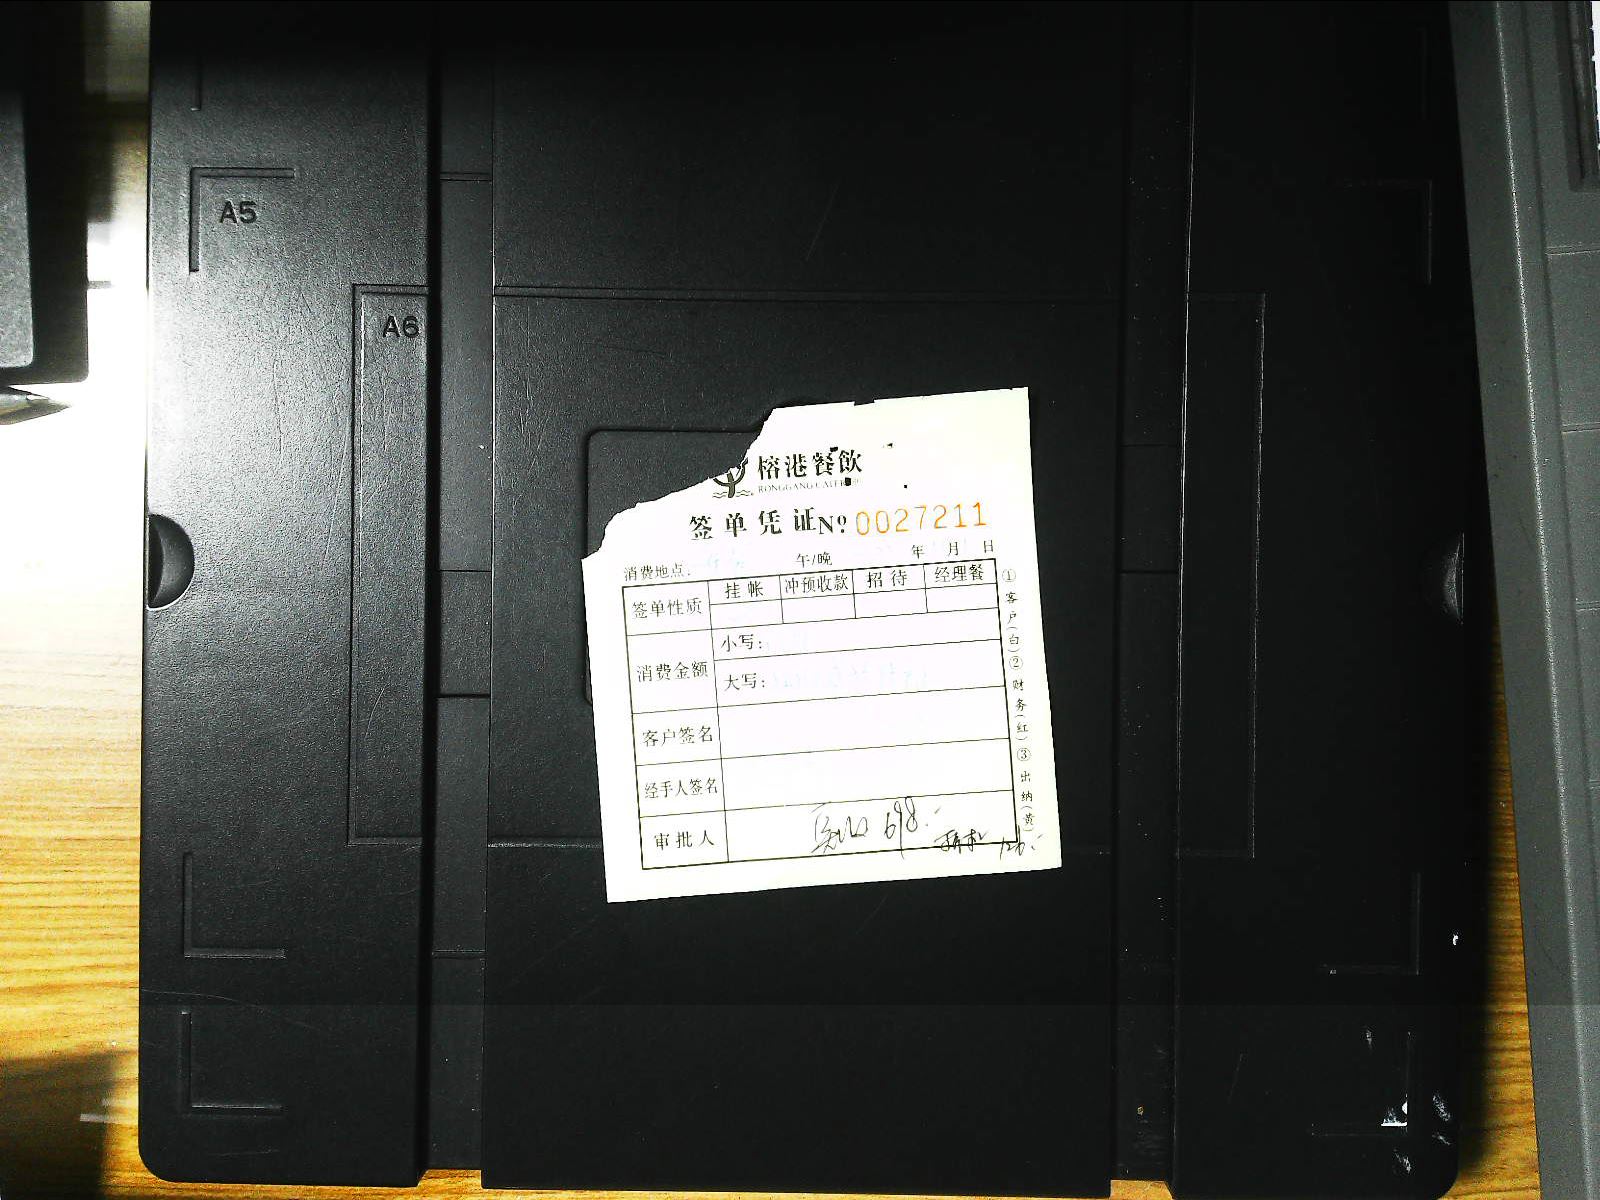 A5
A6
榕港餐飲
签单凭证№ 0027211
消费地点： 午/晚 年 月 日
签单性质 挂帐 冲预收款 招待 经理餐
消费金额 小写：
大写：
客户签名
经手人签名
审批人 698.-
126.-
①客户(白)②财务(红)③出纳(黄)